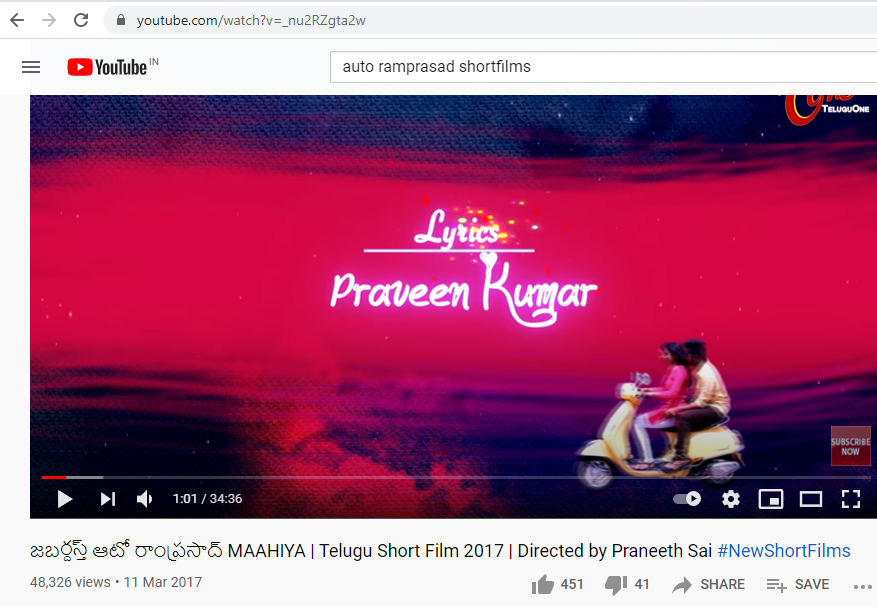 youtube.com/watch?v=_nu2RZgta2w
YouTube IN
auto ramprasad shortfilms
TELUGUONE
Lyrics
Praveen Kumar
SUBSCRIBE
NOW
1:01 / 34:36
జబర్దస్త్ ఆటో రాంప్రసాద్ MAAHIYA | Telugu Short Film 2017 | Directed by Praneeth Sai #NewShortFilms
48,326 views • 11 Mar 2017
451
41
SHARE
SAVE